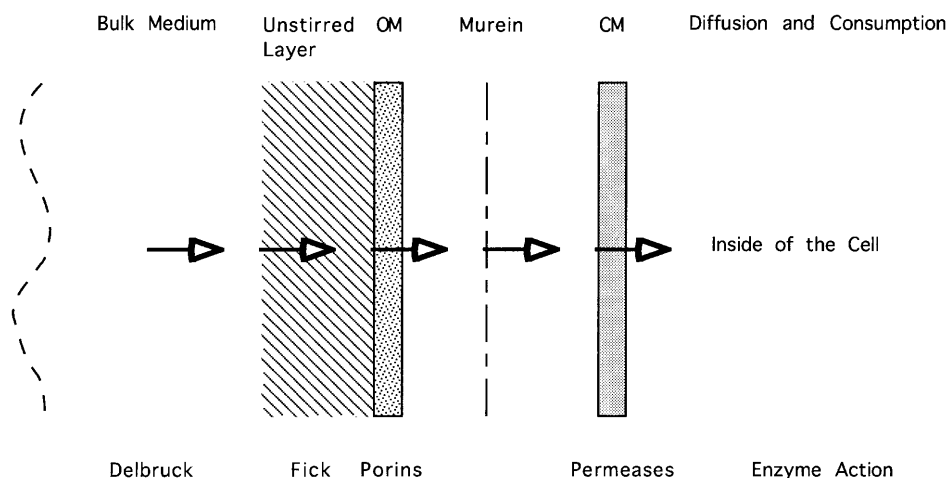 Bulk Medium Unstirred Layer OM Murein CM Diffusion and Consumption
Inside of the Cell
Delbruck Fick Porins Permeases Enzyme Action